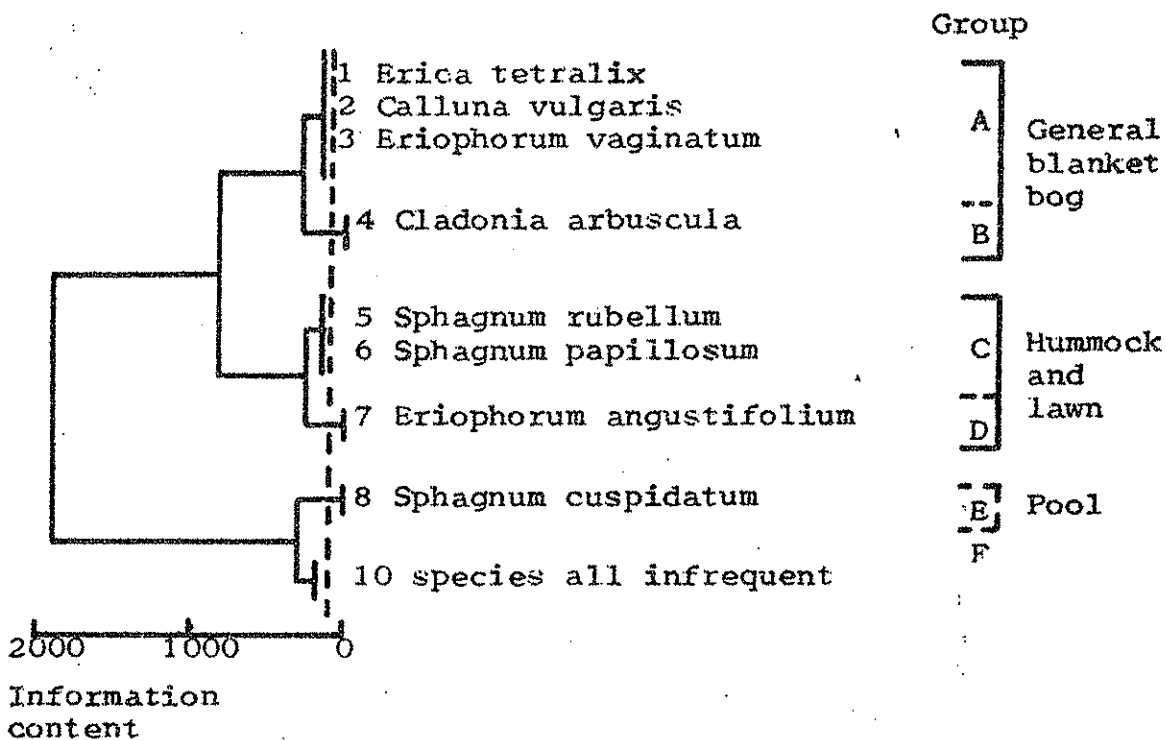 Group
1 Erica tetralix
2 Calluna vulgaris
3 Eriophorum vaginatum
4 Cladonia arbuscula
A
B
General
blanket
bog
5 Sphagnum rubellum
6 Sphagnum papillosum
7 Eriophorum angustifolium
C
D
Hummock
and
lawn
8 Sphagnum cuspidatum
E
Pool
F
10 species all infrequent
2000 1000 0
Information
content